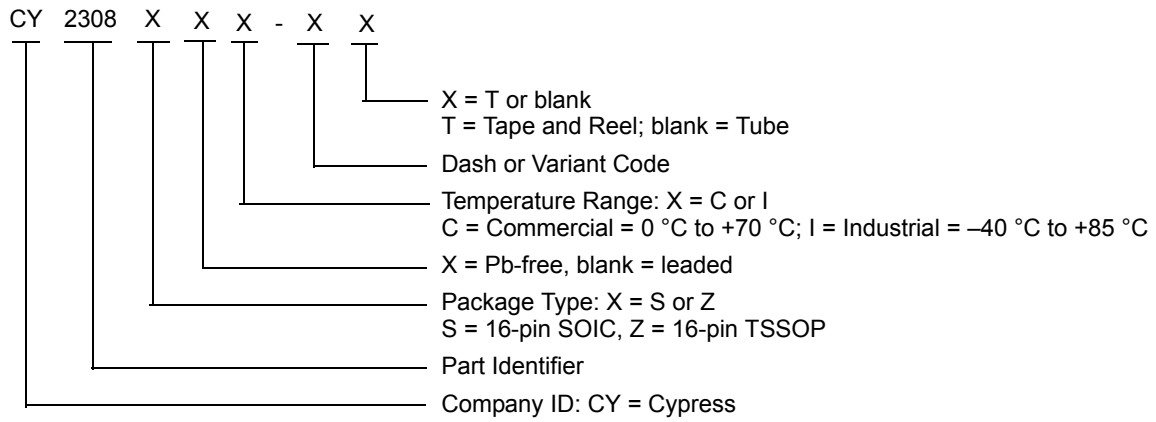 CY 2308 X X X - X X
X = T or blank
T = Tape and Reel; blank = Tube
Dash or Variant Code
Temperature Range: X = C or I
C = Commercial = 0 °C to +70 °C; I = Industrial = –40 °C to +85 °C
X = Pb-free, blank = leaded
Package Type: X = S or Z
S = 16-pin SOIC, Z = 16-pin TSSOP
Part Identifier
Company ID: CY = Cypress